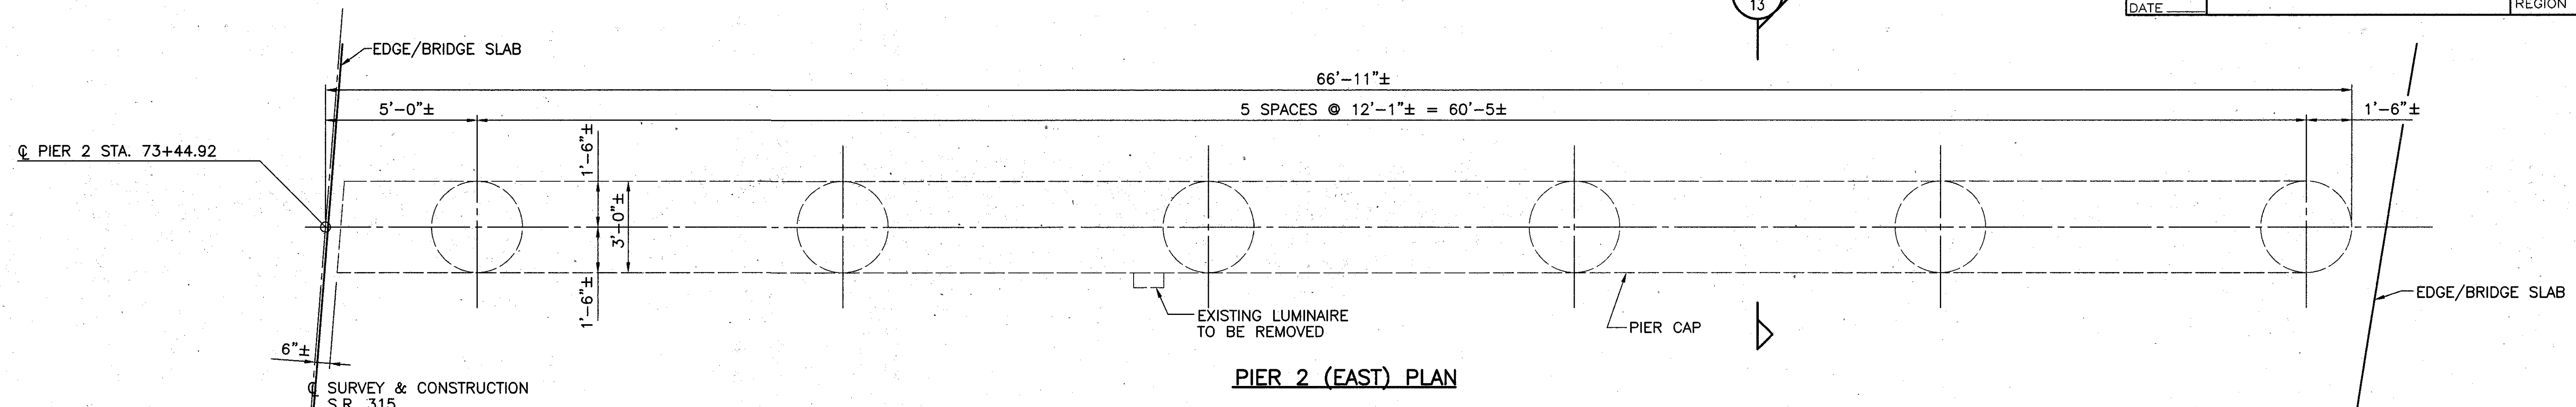 13
DATE
REGION
EDGE/BRIDGE SLAB
66'-11"±
5'-0"±
5 SPACES @ 12'-1"± = 60'-5±
1'-6"±
℄ PIER 2 STA. 73+44.92
1'-6"±
3'-0"±
1'-6"±
EXISTING LUMINAIRE
TO BE REMOVED
PIER CAP
EDGE/BRIDGE SLAB
6"±
℄ SURVEY & CONSTRUCTION
S.R. 315
PIER 2 (EAST) PLAN